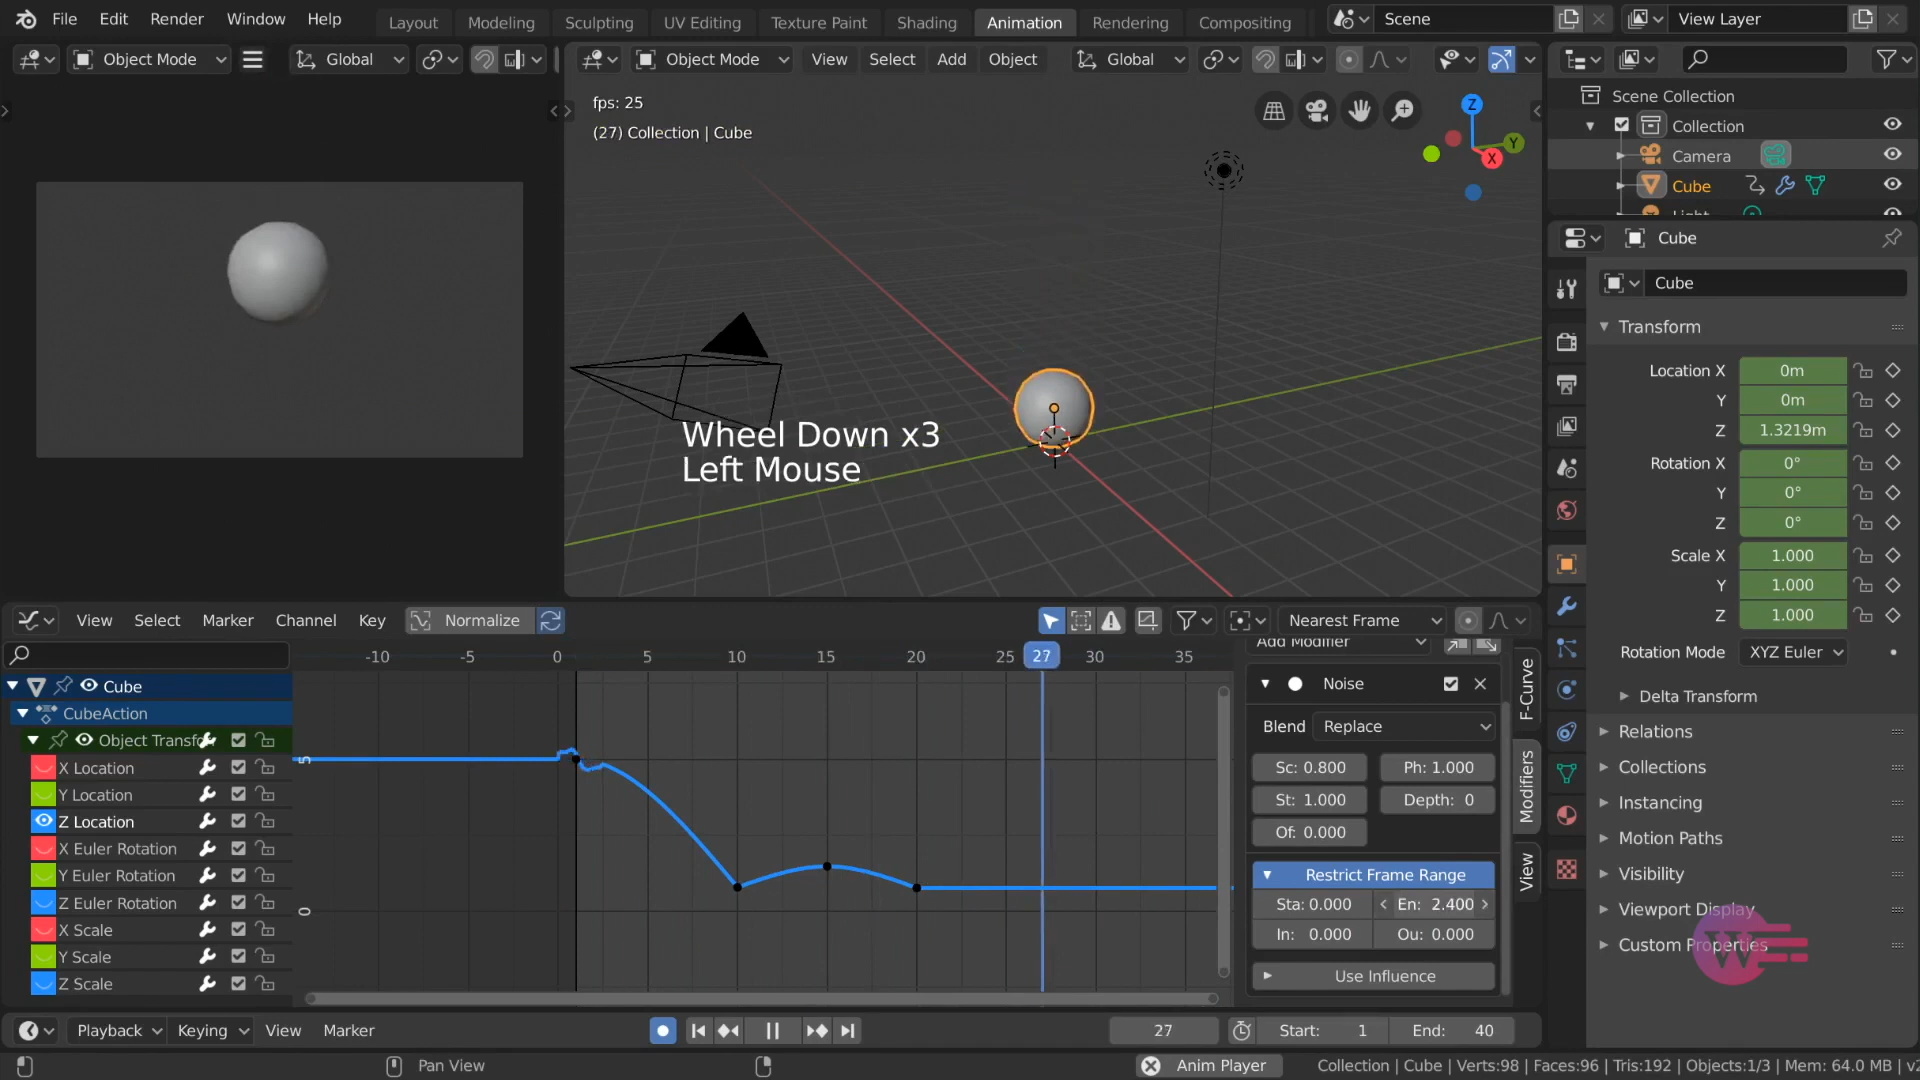 File Edit Render Window Help
Layout Modeling Sculpting UV Editing Texture Paint Shading Animation Rendering Compositing
Scene View Layer
Object Mode Global
Object Mode View Select Add Object Global
fps: 25
(27) Collection | Cube
Z
Y
X
Wheel Down x3
Left Mouse
Scene Collection
Collection
Camera
Cube
Light
Cube
Cube
Transform
Location X 0m
Y 0m
Z 1.3219m
Rotation X 0°
Y 0°
Z 0°
Scale X 1.000
Y 1.000
Z 1.000
Rotation Mode XYZ Euler
Delta Transform
Relations
Collections
Instancing
Motion Paths
Visibility
Viewport Display
Custom Properties
View Select Marker Channel Key Normalize Nearest Frame
-10 -5 0 5 10 15 20 25 27 30 35
5
0
Cube
CubeAction
Object Transfo
X Location
Y Location
Z Location
X Euler Rotation
Y Euler Rotation
Z Euler Rotation
X Scale
Y Scale
Z Scale
Add Modifier
Noise
Blend Replace
Sc: 0.800 Ph: 1.000
St: 1.000 Depth: 0
Of: 0.000
Restrict Frame Range
Sta: 0.000 En: 2.400
In: 0.000 Ou: 0.000
Use Influence
F-Curve
Modifiers
View
Playback Keying View Marker 27 Start: 1 End: 40
Pan View Anim Player Collection | Cube | Verts:98 | Faces:96 | Tris:192 | Objects:1/3 | Mem: 64.0 MB | v2